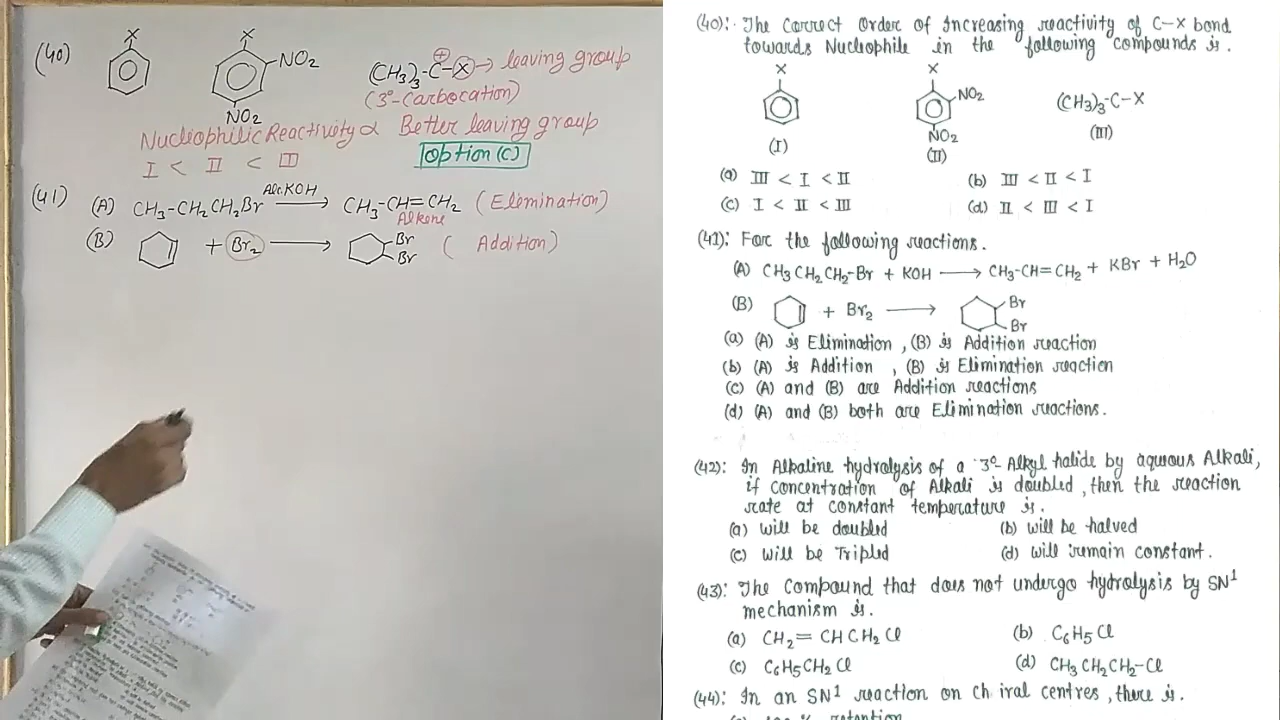 (40)
X
X
NO2
NO2
(CH3)3-C-X → leaving group
(3°-Carbocation)
Nucleophilic Reactivity α Better leaving group
I < II < III
Option (C)
(41)
(A) CH3-CH2CH2Br Alc.KOH → CH3-CH=CH2 (Elemination)
Alkene
(B) + Br2 → Br Br ( Addition)
(40):- The correct order of Increasing reactivity of C-X bond
towards Nucleophile in the following compounds is.
X
X
NO2
NO2
(CH3)3-C-X
(I)
(II)
(III)
(a) III < I < II
(b) III < II < I
(c) I < II < III
(d) II < III < I
(41): For the following reactions.
(A) CH3CH2CH2-Br + KOH → CH3-CH=CH2 + KBr + H2O
(B) + Br2 → Br Br
(a) (A) is Elimination, (B) is Addition reaction
(b) (A) is Addition , (B) is Elimination reaction
(c) (A) and (B) are Addition reactions
(d) (A) and (B) both are Elimination reactions.
(42): In Alkaline hydrolysis of a 3°-Alkyl halide by aqueous Alkali,
if concentration of Alkali is doubled, then the reaction
rate at constant temperature is.
(a) will be doubled
(b) will be halved
(c) will be Tripled
(d) will remain constant.
(43): The compound that does not undergo hydrolysis by SN1
mechanism is.
(a) CH2=CHCH2Cl
(b) C6H5Cl
(c) C6H5CH2Cl
(d) CH3CH2CH2-Cl
(44): In an SN1 reaction on chiral centres, there is.
retention